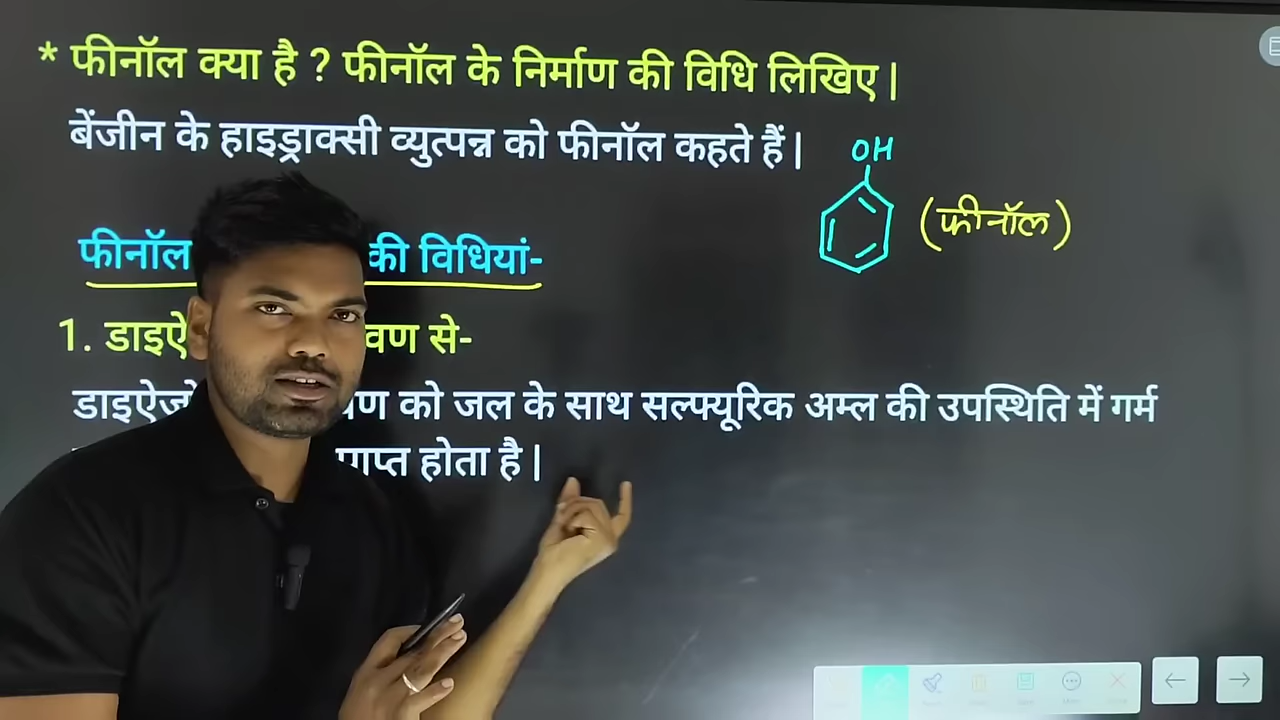 * फीनॉल क्या है ? फीनॉल के निर्माण की विधि लिखिए |
बेंजीन के हाइड्राक्सी व्युत्पन्न को फीनॉल कहते हैं |
OH
(फीनॉल)
फीनॉल की विधियां-
1. डाइऐ वण से-
डाइऐजो को जल के साथ सल्फ्यूरिक अम्ल की उपस्थिति में गर्म
प्राप्त होता है |